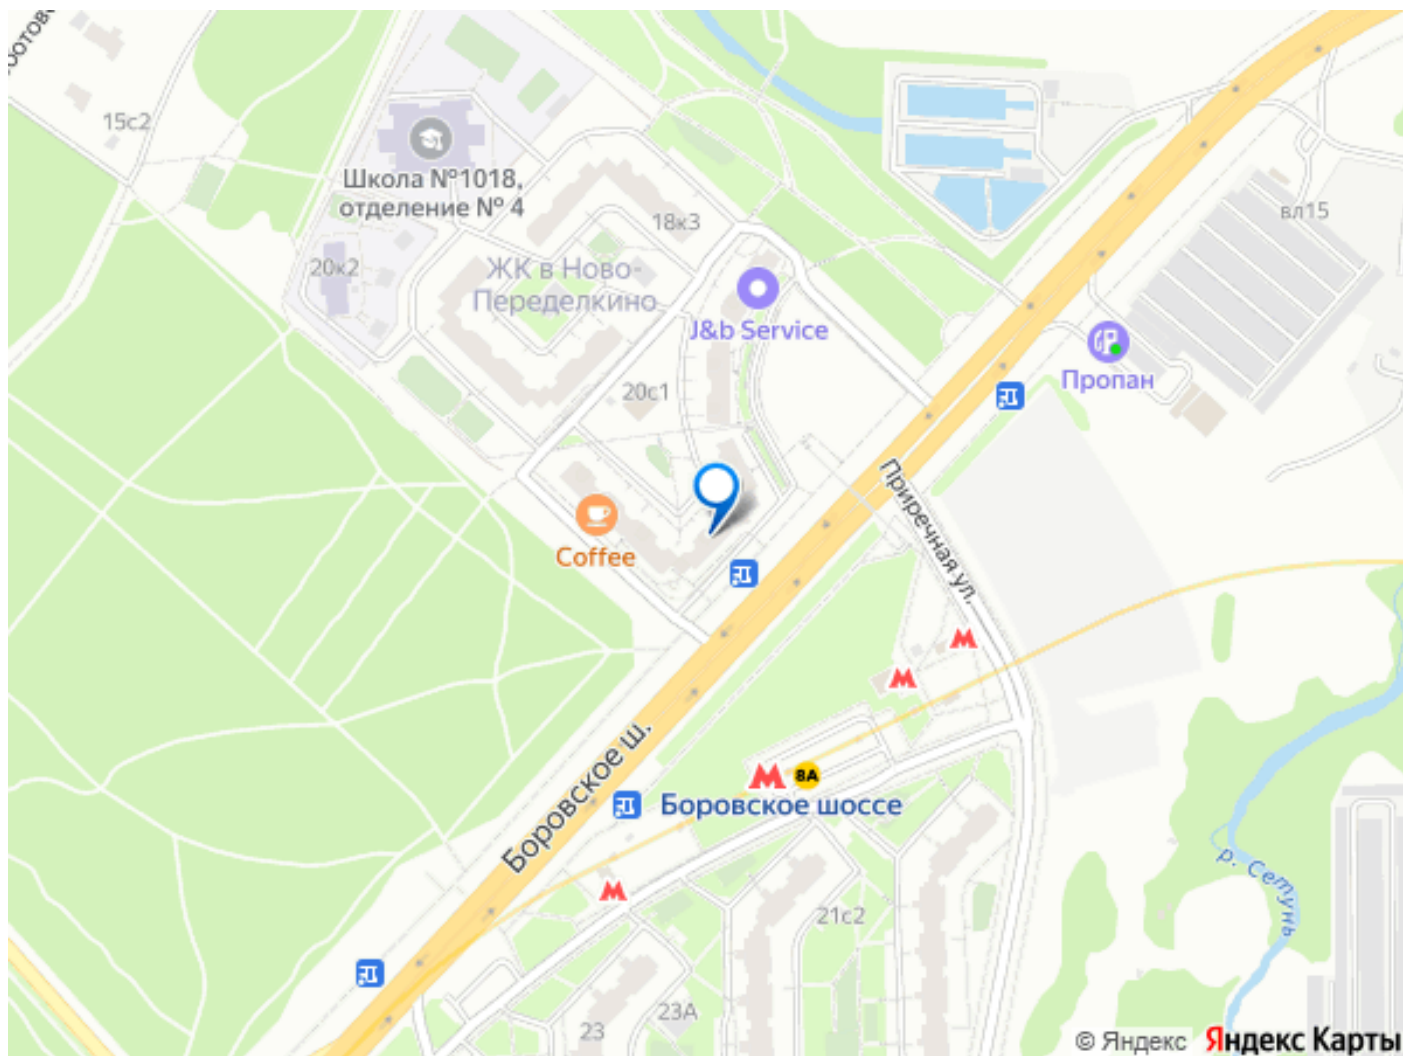 15с2
Школа №1018,
отделение № 4
18к3
вл15
20к2
ЖК в Ново-
Переделкино
J&b Service
20с1
Пропан
Приречная ул.
Coffee
Боровское ш.
8А
Боровское шоссе
р. Сетунь
21с2
23А
23
© Яндекс Яндекс Карты